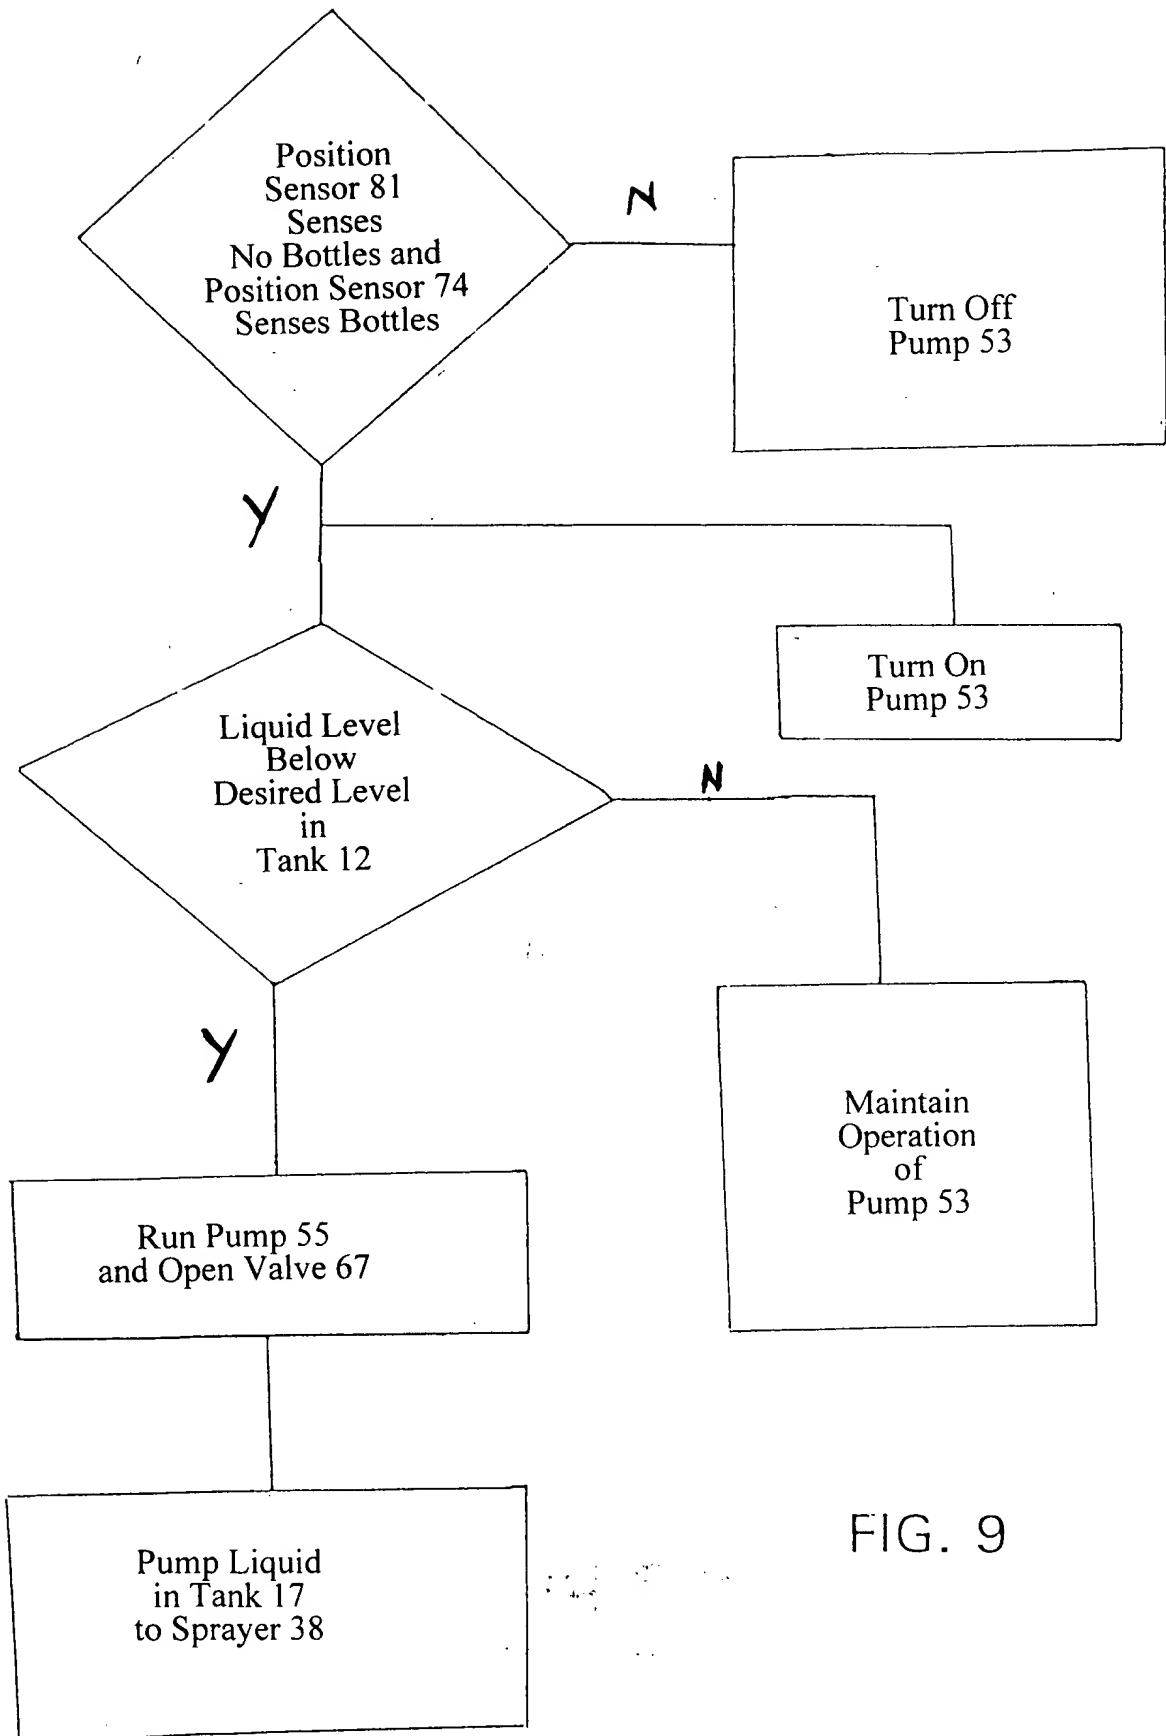 Position
Sensor 81
Senses
No Bottles and
Position Sensor 74
Senses Bottles
N
Turn Off
Pump 53
Y
Turn On
Pump 53
Liquid Level
Below
Desired Level
in
Tank 12
N
Y
Maintain
Operation
of
Pump 53
Run Pump 55
and Open Valve 67
Pump Liquid
in Tank 17
to Sprayer 38
FIG. 9